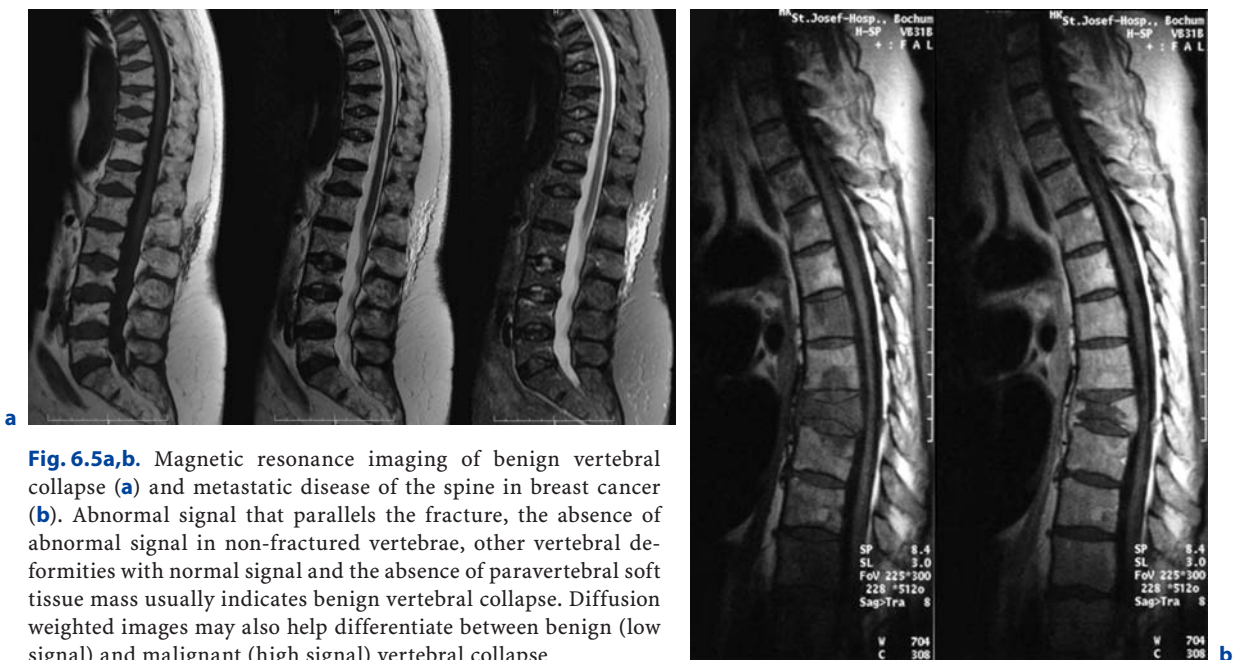 HK St.Josef-Hosp., Bochum
H-SP VB31B
+ : F A L
HK St.Josef-Hosp., Bochum
H-SP VB31B
+ : F A L
a
Fig. 6.5a,b. Magnetic resonance imaging of benign vertebral
collapse (a) and metastatic disease of the spine in breast cancer
(b). Abnormal signal that parallels the fracture, the absence of
abnormal signal in non-fractured vertebrae, other vertebral de-
formities with normal signal and the absence of paravertebral soft
tissue mass usually indicates benign vertebral collapse. Diffusion
weighted images may also help differentiate between benign (low
signal) and malignant (high signal) vertebral collapse
SP 8.4
SL 3.0
FoV 225*300
228 *512o
Sag>Tra 8
W 704
C 308
SP 8.4
SL 3.0
FoV 225*300
228 *512o
Sag>Tra 8
W 704
C 308
b